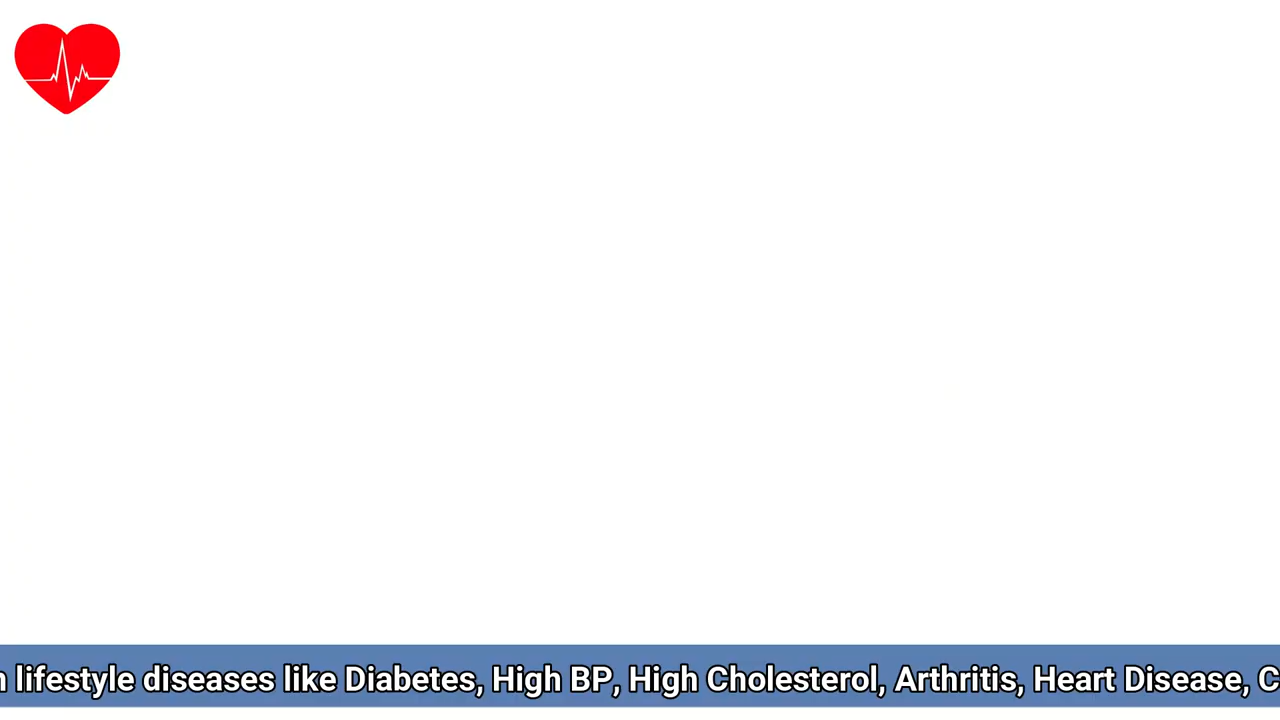 lifestyle diseases like Diabetes, High BP, High Cholesterol, Arthritis, Heart Disease,